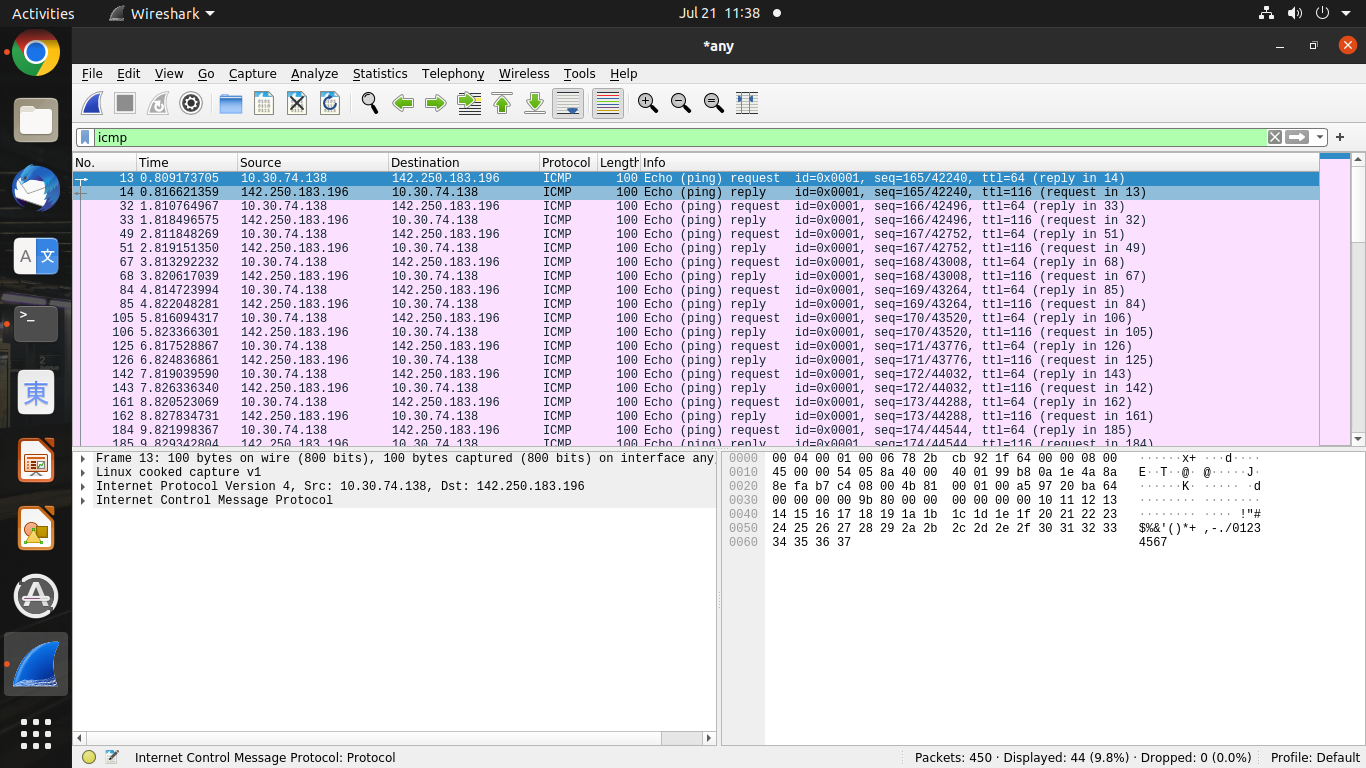 Activities Wireshark Jul 21 11:38
*any
File Edit View Go Capture Analyze Statistics Telephony Wireless Tools Help
icmp
No. Time Source Destination Protocol Length Info
13 0.809173705 10.30.74.138 142.250.183.196 ICMP 100 Echo (ping) request id=0x0001, seq=165/42240, ttl=64 (reply in 14)
14 0.816621359 142.250.183.196 10.30.74.138 ICMP 100 Echo (ping) reply id=0x0001, seq=165/42240, ttl=116 (request in 13)
32 1.810764967 10.30.74.138 142.250.183.196 ICMP 100 Echo (ping) request id=0x0001, seq=166/42496, ttl=64 (reply in 33)
33 1.818496575 142.250.183.196 10.30.74.138 ICMP 100 Echo (ping) reply id=0x0001, seq=166/42496, ttl=116 (request in 32)
49 2.811848269 10.30.74.138 142.250.183.196 ICMP 100 Echo (ping) request id=0x0001, seq=167/42752, ttl=64 (reply in 51)
51 2.819151350 142.250.183.196 10.30.74.138 ICMP 100 Echo (ping) reply id=0x0001, seq=167/42752, ttl=116 (request in 49)
67 3.813292232 10.30.74.138 142.250.183.196 ICMP 100 Echo (ping) request id=0x0001, seq=168/43008, ttl=64 (reply in 68)
68 3.820617039 142.250.183.196 10.30.74.138 ICMP 100 Echo (ping) reply id=0x0001, seq=168/43008, ttl=116 (request in 67)
84 4.814723994 10.30.74.138 142.250.183.196 ICMP 100 Echo (ping) request id=0x0001, seq=169/43264, ttl=64 (reply in 85)
85 4.822048281 142.250.183.196 10.30.74.138 ICMP 100 Echo (ping) reply id=0x0001, seq=169/43264, ttl=116 (request in 84)
105 5.816094317 10.30.74.138 142.250.183.196 ICMP 100 Echo (ping) request id=0x0001, seq=170/43520, ttl=64 (reply in 106)
106 5.823366301 142.250.183.196 10.30.74.138 ICMP 100 Echo (ping) reply id=0x0001, seq=170/43520, ttl=116 (request in 105)
125 6.817528867 10.30.74.138 142.250.183.196 ICMP 100 Echo (ping) request id=0x0001, seq=171/43776, ttl=64 (reply in 126)
126 6.824836861 142.250.183.196 10.30.74.138 ICMP 100 Echo (ping) reply id=0x0001, seq=171/43776, ttl=116 (request in 125)
142 7.819039590 10.30.74.138 142.250.183.196 ICMP 100 Echo (ping) request id=0x0001, seq=172/44032, ttl=64 (reply in 143)
143 7.826336340 142.250.183.196 10.30.74.138 ICMP 100 Echo (ping) reply id=0x0001, seq=172/44032, ttl=116 (request in 142)
161 8.820523069 10.30.74.138 142.250.183.196 ICMP 100 Echo (ping) request id=0x0001, seq=173/44288, ttl=64 (reply in 162)
162 8.827834731 142.250.183.196 10.30.74.138 ICMP 100 Echo (ping) reply id=0x0001, seq=173/44288, ttl=116 (request in 161)
184 9.821998367 10.30.74.138 142.250.183.196 ICMP 100 Echo (ping) request id=0x0001, seq=174/44544, ttl=64 (reply in 185)
185 9.829342804 142.250.183.196 10.30.74.138 ICMP 100 Echo (ping) reply id=0x0001, seq=174/44544, ttl=116 (request in 184)
Frame 13: 100 bytes on wire (800 bits), 100 bytes captured (800 bits) on interface any
Linux cooked capture v1
Internet Protocol Version 4, Src: 10.30.74.138, Dst: 142.250.183.196
Internet Control Message Protocol
0000 00 04 00 01 00 06 78 2b cb 92 1f 64 00 00 08 00 ······x+ ···d····
0010 45 00 00 54 05 8a 40 00 40 01 99 b8 0a 1e 4a 8a E··T··@· @·····J·
0020 8e fa b7 c4 08 00 4b 81 00 01 00 a5 97 20 ba 64 ······K· ····· ·d
0030 00 00 00 00 9b 80 00 00 00 00 00 00 10 11 12 13 ········ ········
0040 14 15 16 17 18 19 1a 1b 1c 1d 1e 1f 20 21 22 23 ········ ···· !"#
0050 24 25 26 27 28 29 2a 2b 2c 2d 2e 2f 30 31 32 33 $%&'()*+ ,-./0123
0060 34 35 36 37 4567
A 文
>_
東
A
Internet Control Message Protocol: Protocol
Packets: 450 · Displayed: 44 (9.8%) · Dropped: 0 (0.0%)
Profile: Default